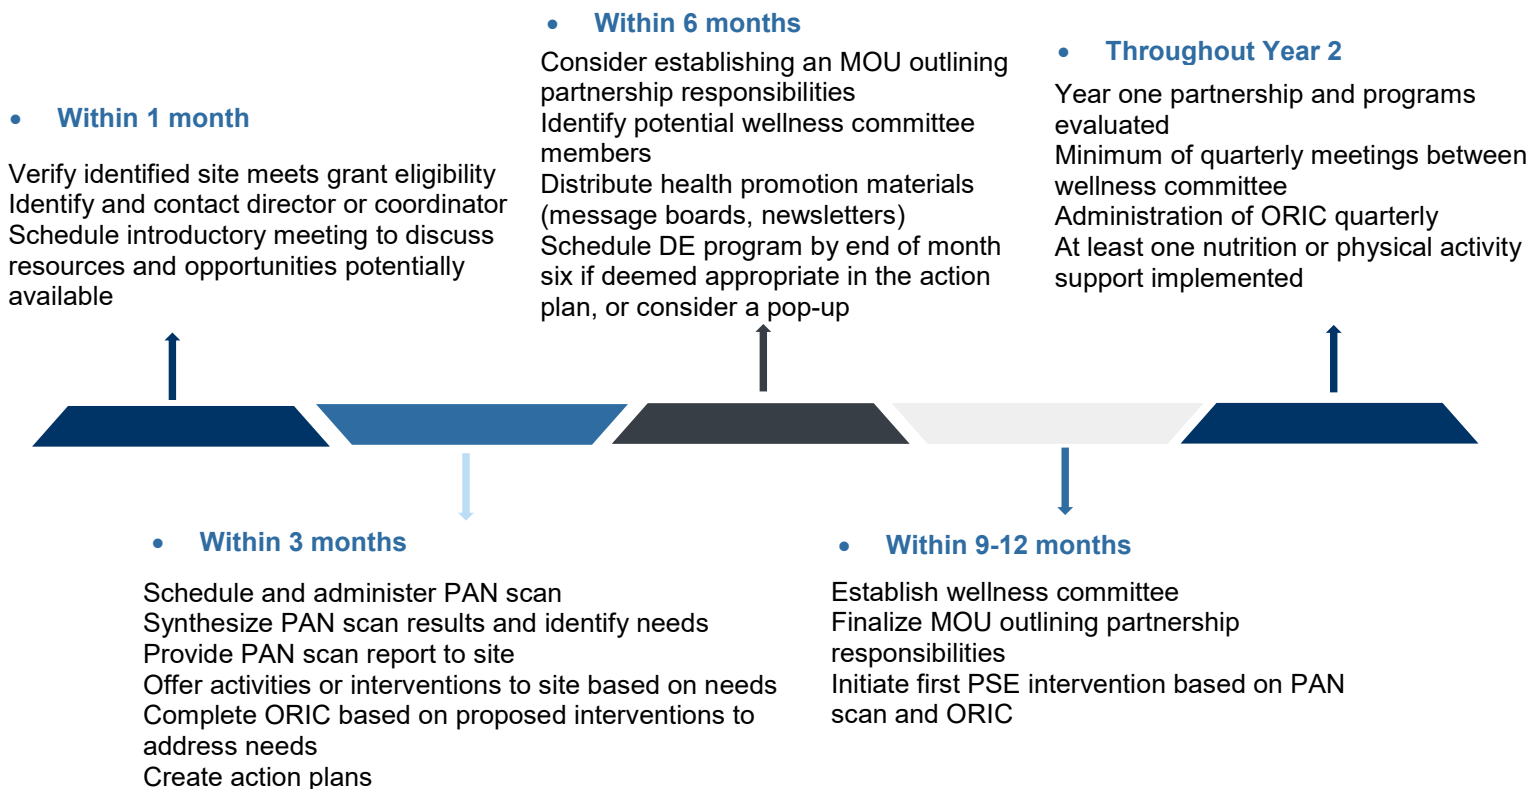 • Within 1 month
Verify identified site meets grant eligibility
Identify and contact director or coordinator
Schedule introductory meeting to discuss
resources and opportunities potentially
available
• Within 3 months
Schedule and administer PAN scan
Synthesize PAN scan results and identify needs
Provide PAN scan report to site
Offer activities or interventions to site based on needs
Complete ORIC based on proposed interventions to
address needs
Create action plans
• Within 6 months
Consider establishing an MOU outlining
partnership responsibilities
Identify potential wellness committee
members
Distribute health promotion materials
(message boards, newsletters)
Schedule DE program by end of month
six if deemed appropriate in the action
plan, or consider a pop-up
• Within 9-12 months
Establish wellness committee
Finalize MOU outlining partnership
responsibilities
Initiate first PSE intervention based on PAN
scan and ORIC
• Throughout Year 2
Year one partnership and programs
evaluated
Minimum of quarterly meetings between
wellness committee
Administration of ORIC quarterly
At least one nutrition or physical activity
support implemented